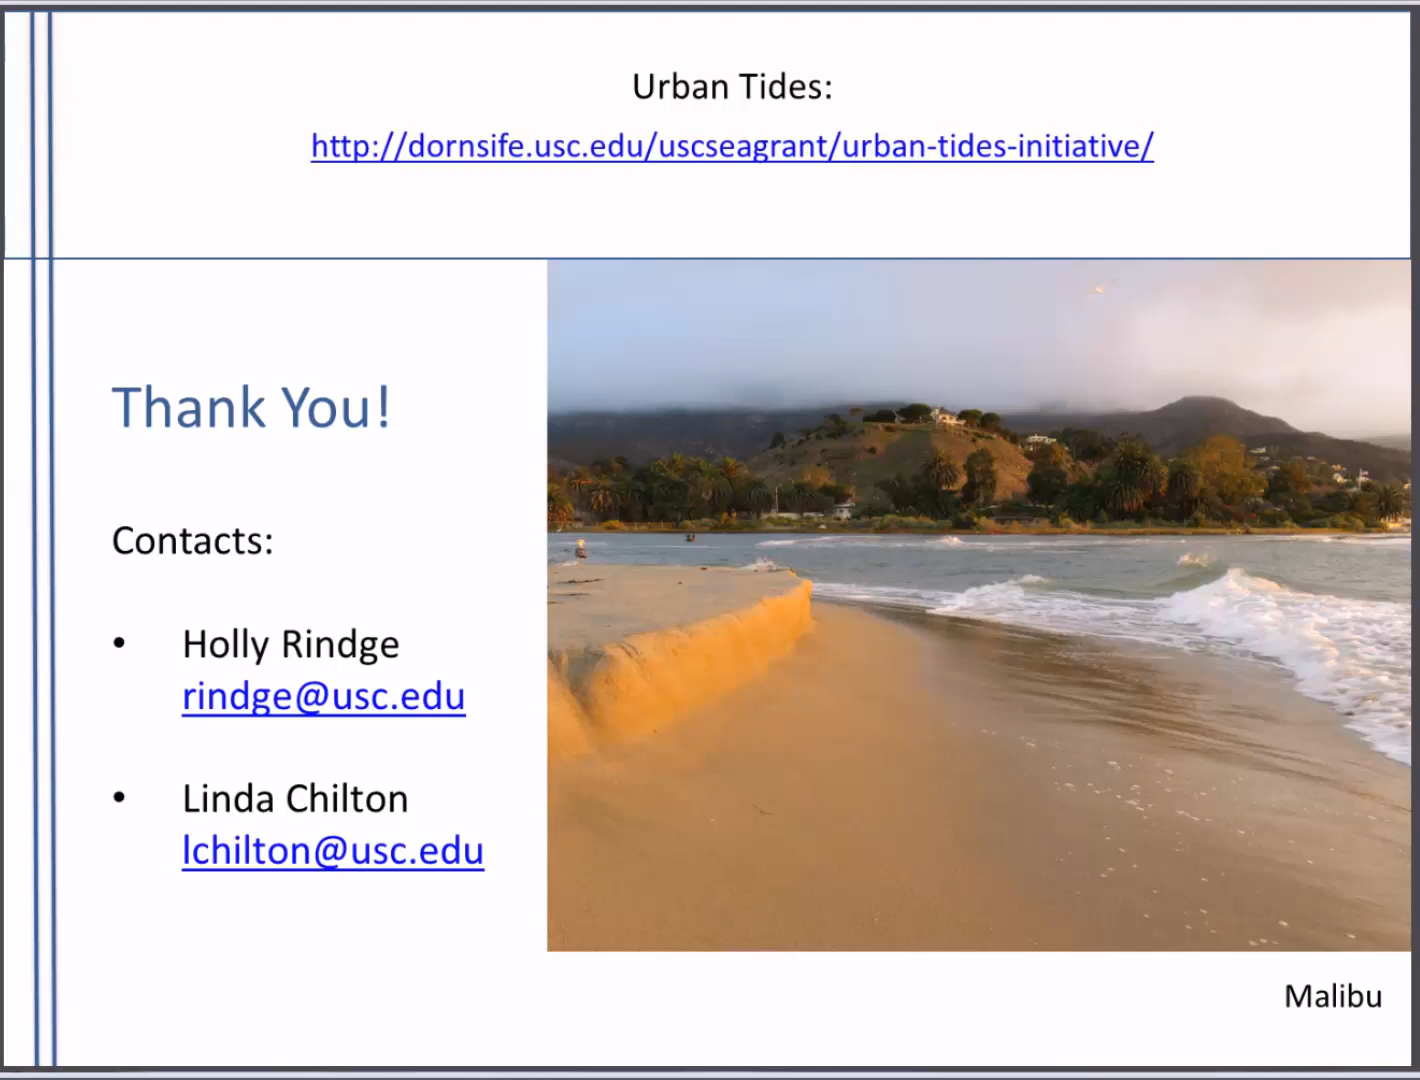 Urban Tides:
http://dornsife.usc.edu/uscseagrant/urban-tides-initiative/
Thank You!
Contacts:
• Holly Rindge
rindge@usc.edu
• Linda Chilton
lchilton@usc.edu
Malibu